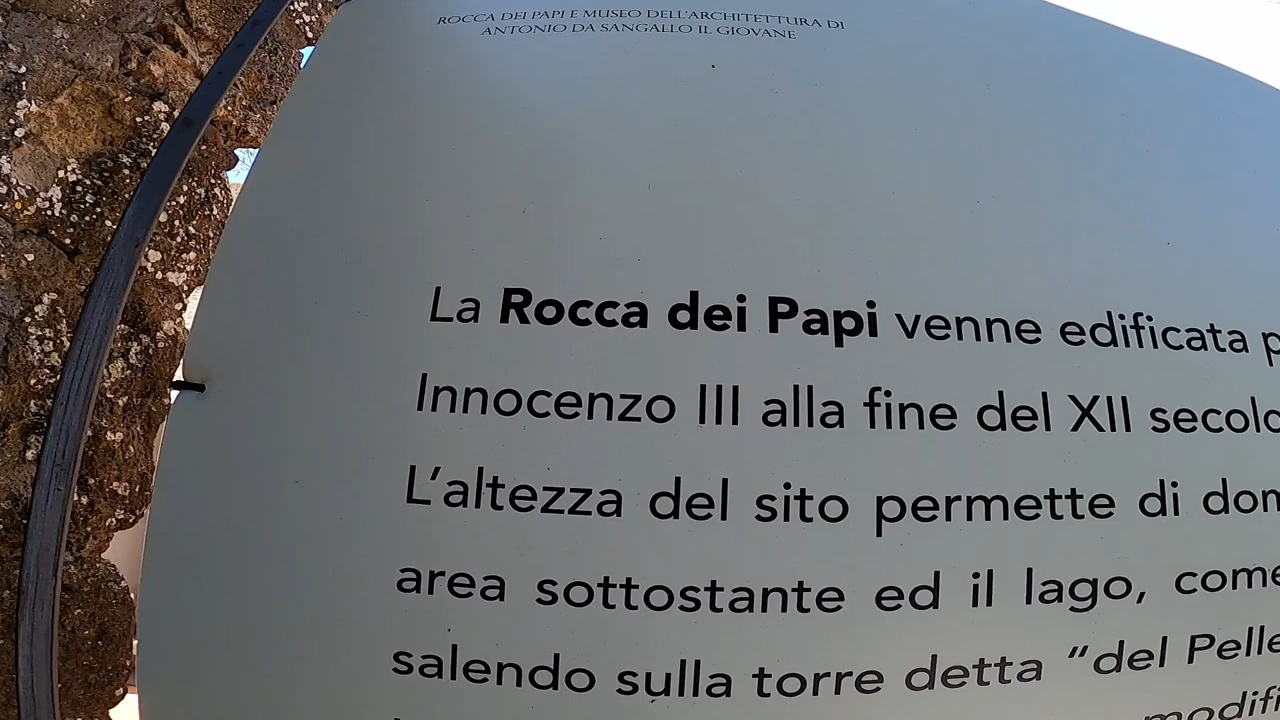 ROCCA DEI PAPI E MUSEO DELL'ARCHITETTURA DI
ANTONIO DA SANGALLO IL GIOVANE
La Rocca dei Papi venne edificata
Innocenzo III alla fine del XII secolo
L'altezza del sito permette di
area sottostante ed il lago, come
salendo sulla torre detta "del